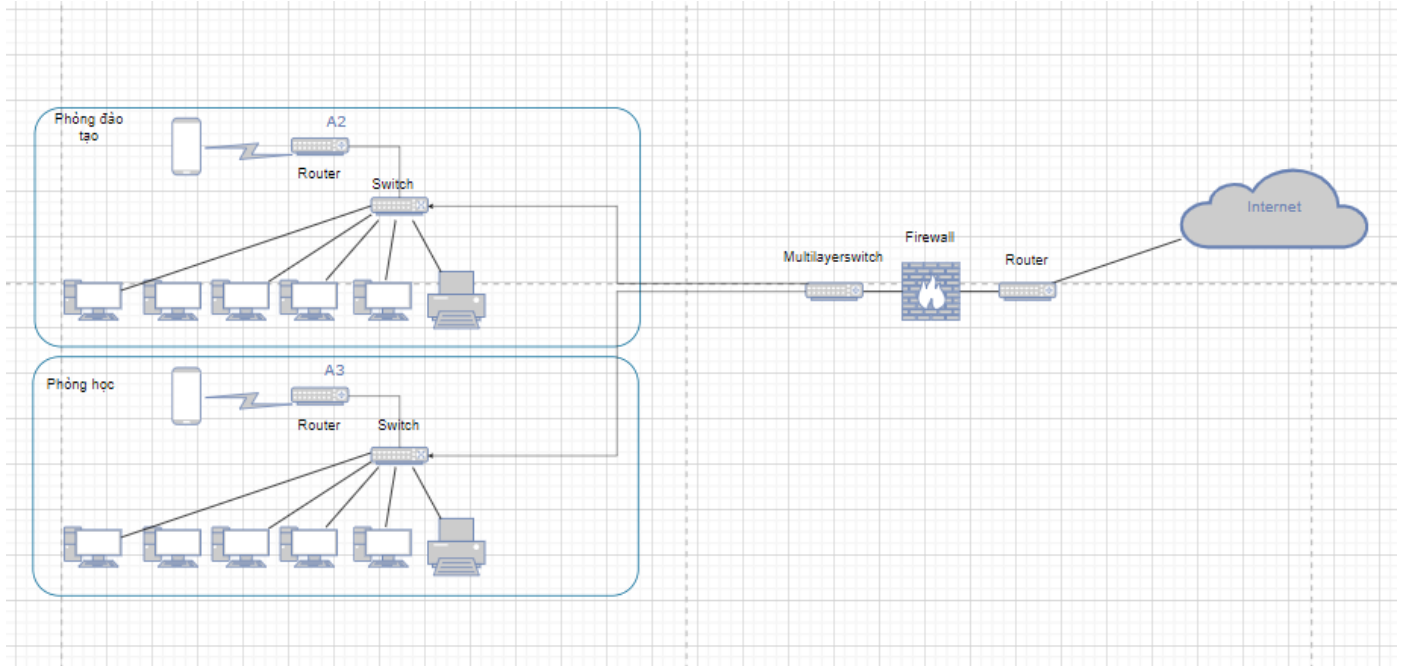 Phòng đào
tạo
A2
Router
Switch
Multilayerswitch
Firewall
Router
Internet
Phòng học
A3
Router
Switch